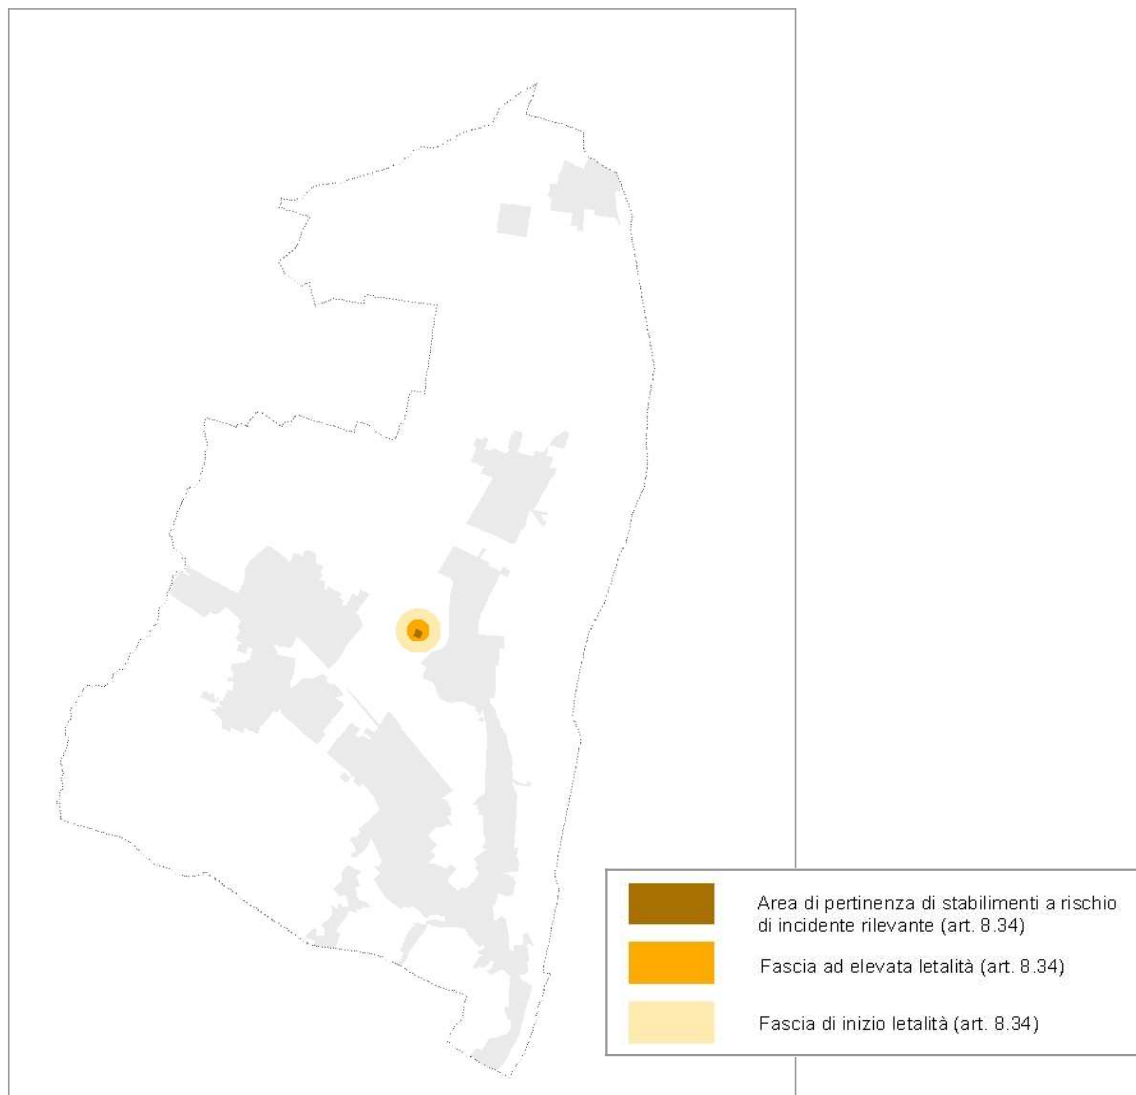 Area di pertinenza di stabilimenti a rischio
di incidente rilevante (art. 8.34)
Fascia ad elevata letalità (art. 8.34)
Fascia di inizio letalità (art. 8.34)